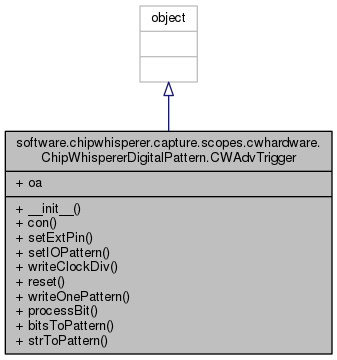 object
software.chipwhisperer.capture.scopes.cwhardware.
ChipWhispererDigitalPattern.CWAdvTrigger
+ oa
+ __init__()
+ con()
+ setExtPin()
+ setIOPattern()
+ writeClockDiv()
+ reset()
+ writeOnePattern()
+ processBit()
+ bitsToPattern()
+ strToPattern()